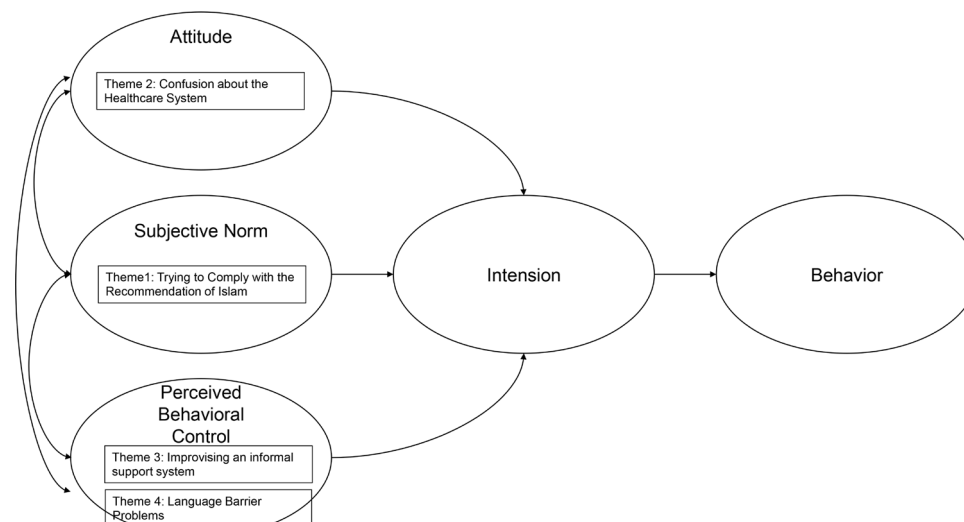 Attitude
Theme 2: Confusion about the
Healthcare System
Subjective Norm
Theme1: Trying to Comply with the
Recommendation of Islam
Intension
Behavior
Perceived
Behavioral
Control
Theme 3: Improvising an informal
support system
Theme 4: Language Barrier
Problems